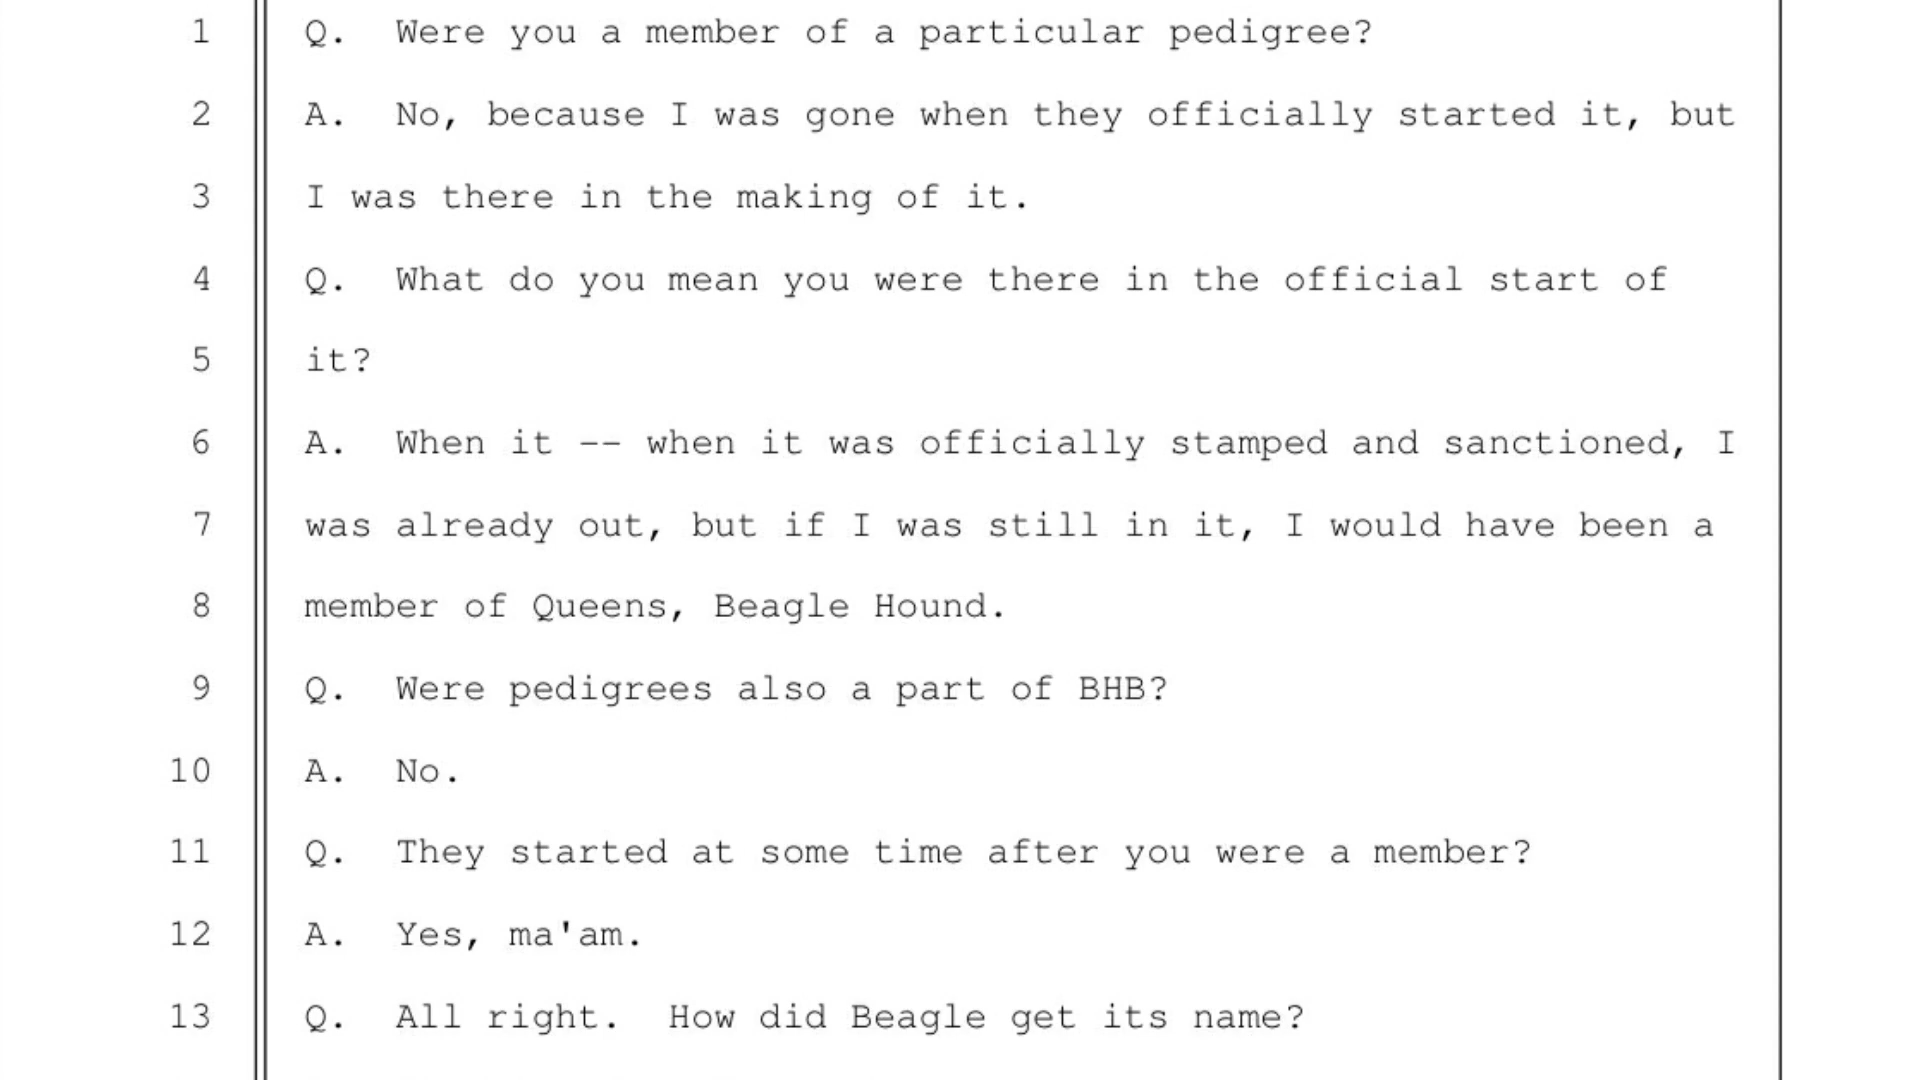 1 Q. Were you a member of a particular pedigree?
2 A. No, because I was gone when they officially started it, but
3 I was there in the making of it.
4 Q. What do you mean you were there in the official start of
5 it?
6 A. When it -- when it was officially stamped and sanctioned, I
7 was already out, but if I was still in it, I would have been a
8 member of Queens, Beagle Hound.
9 Q. Were pedigrees also a part of BHB?
10 A. No.
11 Q. They started at some time after you were a member?
12 A. Yes, ma'am.
13 Q. All right. How did Beagle get its name?